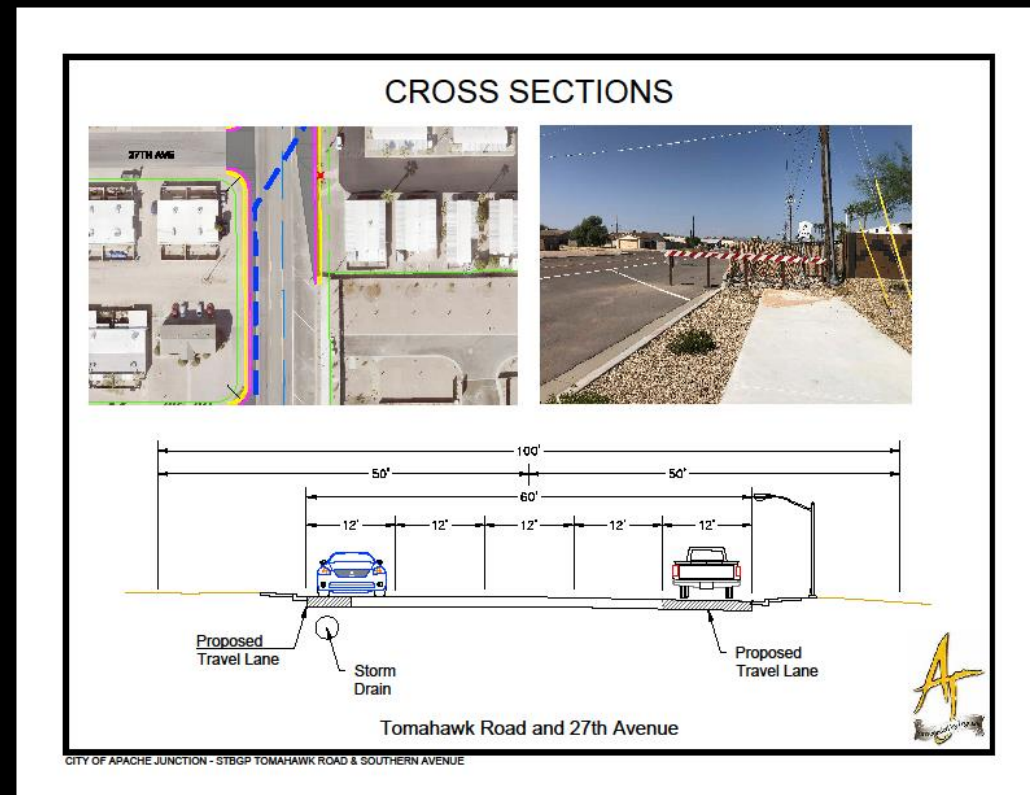 CROSS SECTIONS
27TH AVE
100'
50' 50'
60'
12' 12' 12' 12' 12'
Proposed
Travel Lane
Storm
Drain
Proposed
Travel Lane
AJ
Tomahawk Road and 27th Avenue
CITY OF APACHE JUNCTION - STBGP TOMAHAWK ROAD & SOUTHERN AVENUE